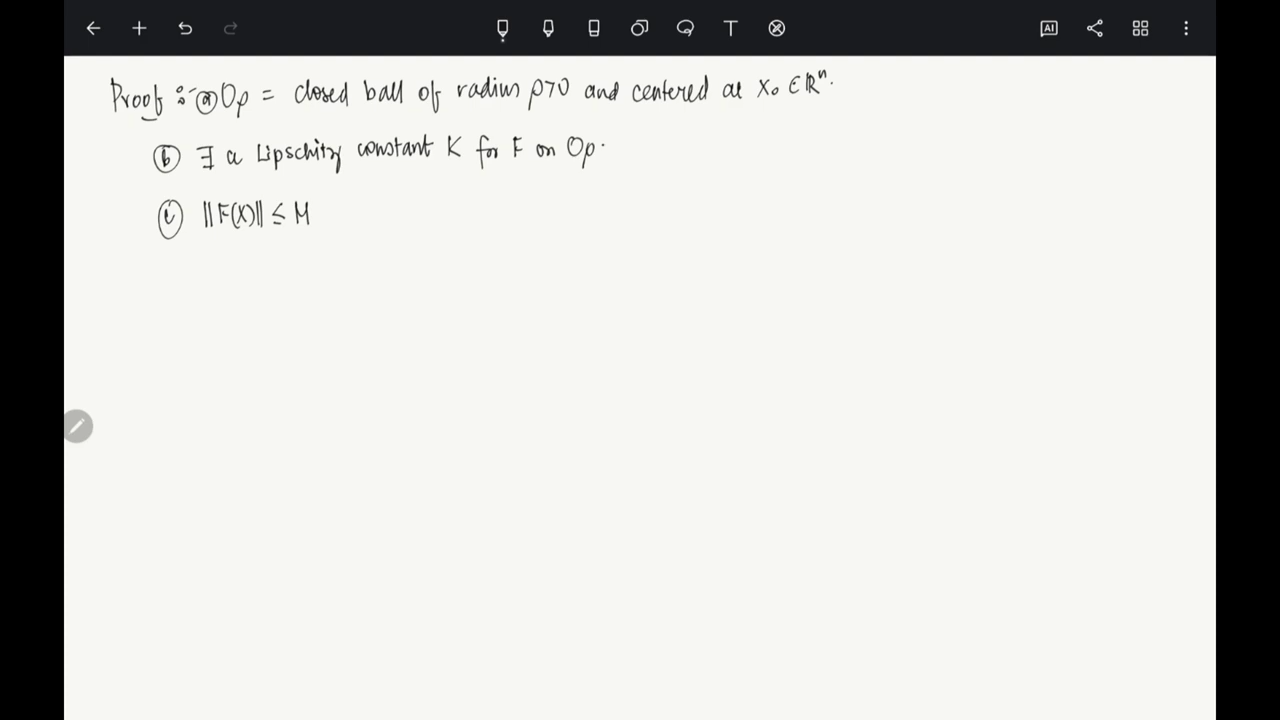 Proof :- ⓐ Oρ = closed ball of radius ρ>0 and centered at X₀ ∈ ℝⁿ.
ⓑ ∃ a Lipschitz constant K for F on Oρ.
ⓒ ||F(X)|| ≤ M